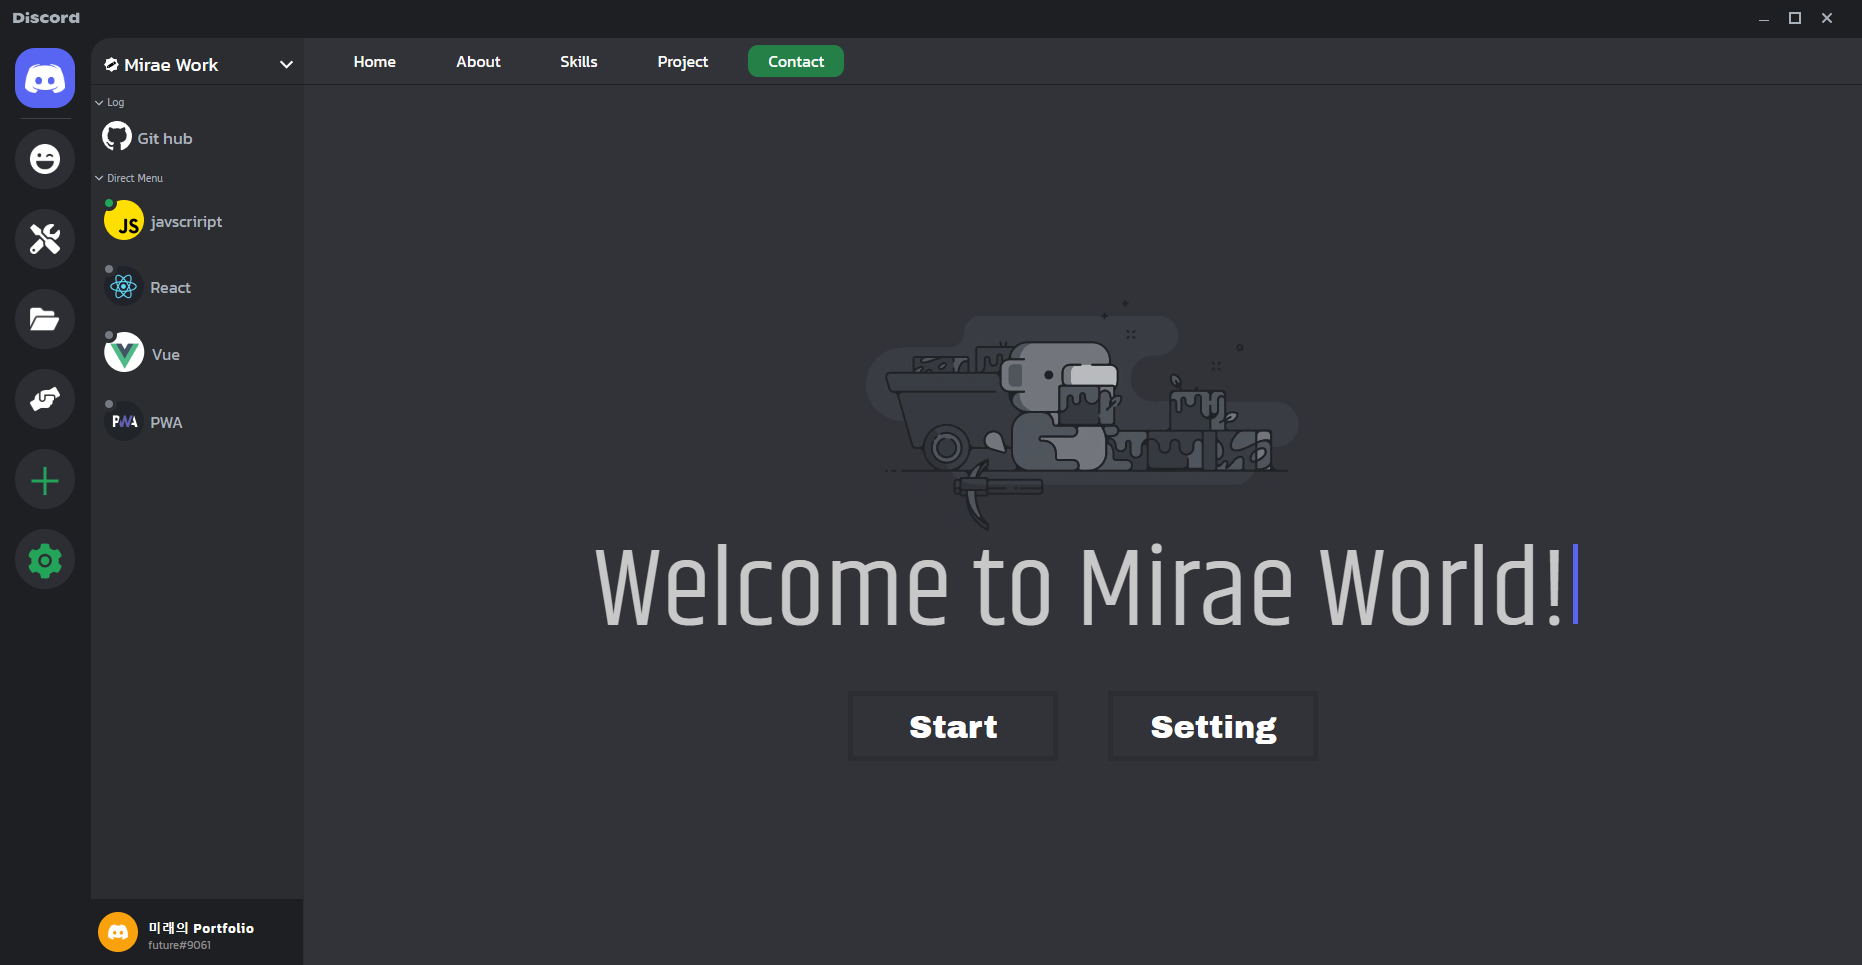 Discord
Mirae Work
Home
About
Skills
Project
Contact
Log
Git hub
Direct Menu
JS
javscriript
React
Vue
PWA
PWA
Welcome to Mirae World!
Start
Setting
미래의 Portfolio
future#9061